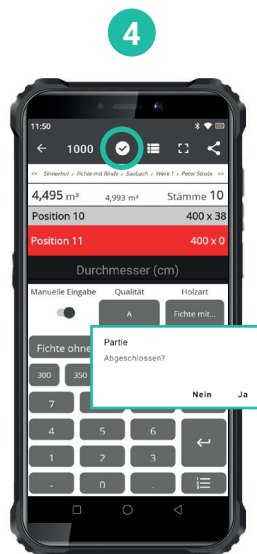 4
11:50
1000
<< Sinnerhof › Fichte mit Rinde › Saubach › Werk 1 › Peter Strolz >>
4,495 m³ 4,993 m³ Stämme 10
Position 10 400 x 38
Position 11 400 x 0
Durchmesser (cm)
Manuelle Eingabe Qualität Holzart
A Fichte mit...
Fichte ohne
300 350
Partie
Abgeschlossen?
Nein Ja
7
4 5 6
1 2 3
- 0 .